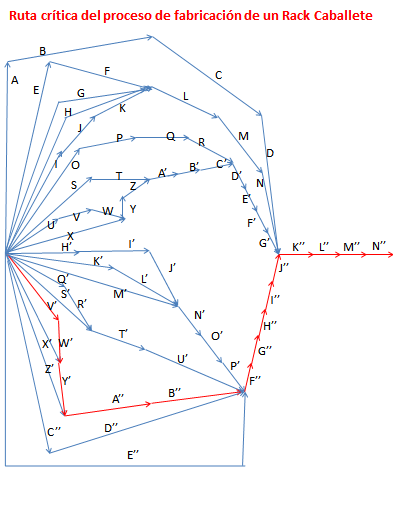 Ruta crítica del proceso de fabricación de un Rack Caballete
B
A
E
F
C
G
H
K
L
J
I
M
O
P
Q
R
D
S
T
A’
B’
C’
N
Z
D’
U’
V
W
Y
E’
X
F’
H’
I’
G’
K’’
L’’
M’’
N’’
K’
J’
J’’
Q’
L’
S’
M’
I’’
R’
V’
N’
H’’
X’
W’
T’
O’
G’’
Z’
Y’
U’
P’
F’’
A’’
B’’
C’’
D’’
E’’